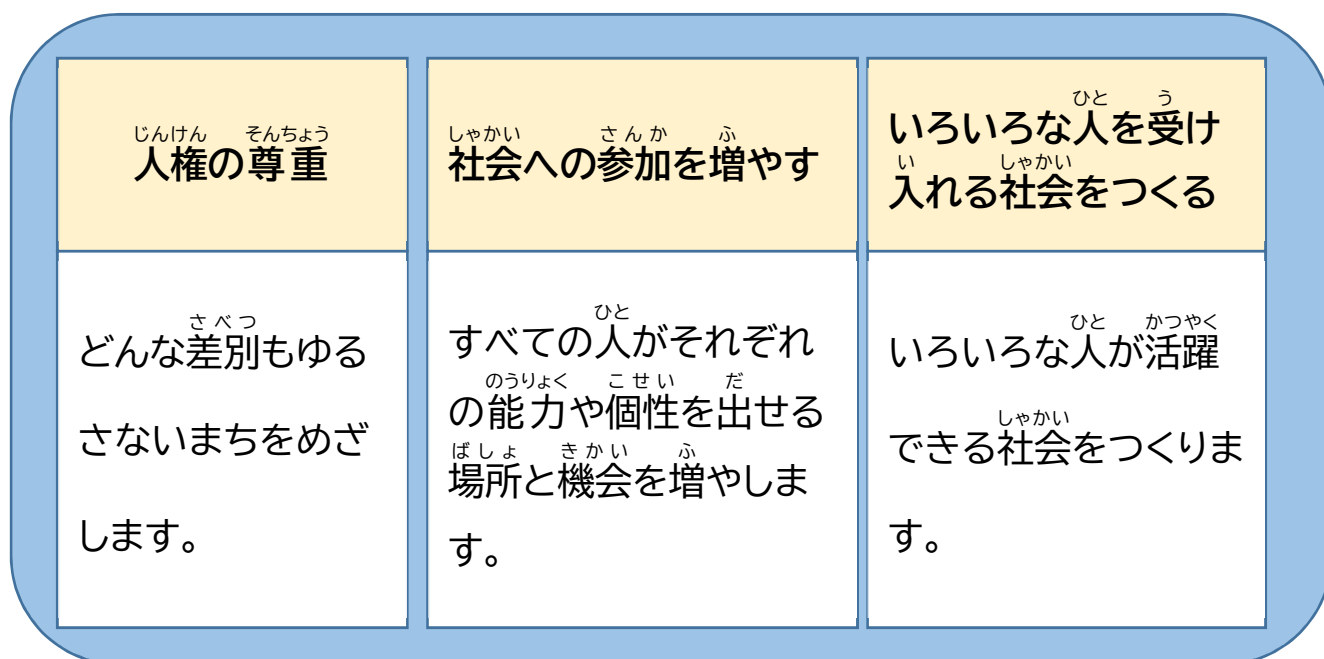 じんけん そんちょう
人権の尊重
どんな差別もゆる
さべつ
さないまちをめざ
します。
しゃかい さんか ふ
社会への参加を増やす
ひと
すべての人がそれぞれ
のうりょく こせい だ
の能力や個性を出せる
ばしょ きかい ふ
場所と機会を増やしま
す。
ひと う
いろいろな人を受け
い しゃかい
入れる社会をつくる
ひと かつやく
いろいろな人が活躍
しゃかい
できる社会をつくりま
す。